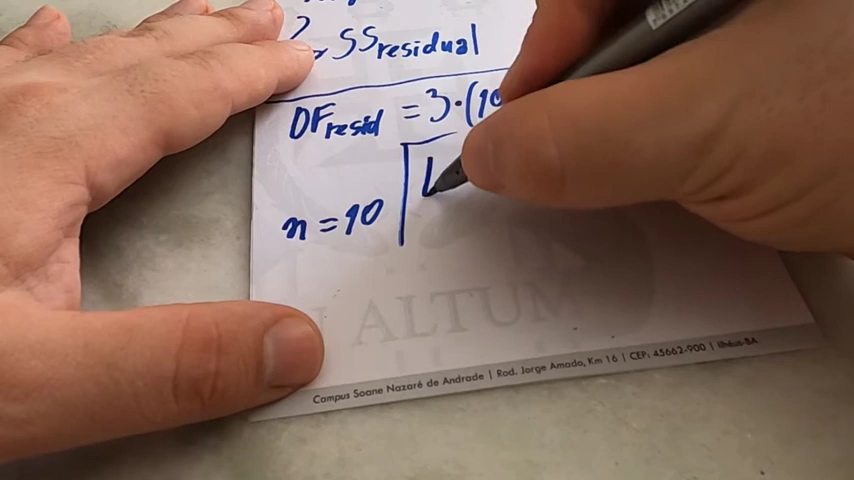 SSresidual
DFresid = 3·(10
n = 10
ALTUM
Campus Soane Nazaré de Andrade | Rod. Jorge Amado, Km 16 | CEP: 45662-900 | Ilhéus-BA